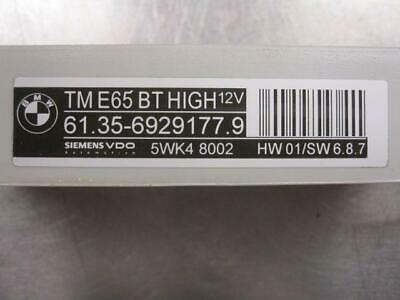 BMW
TM E65 BT HIGH 12V
61.35-6929177.9
SIEMENS VDO
Automotive
5WK4 8002
HW 01/SW 6.8.7